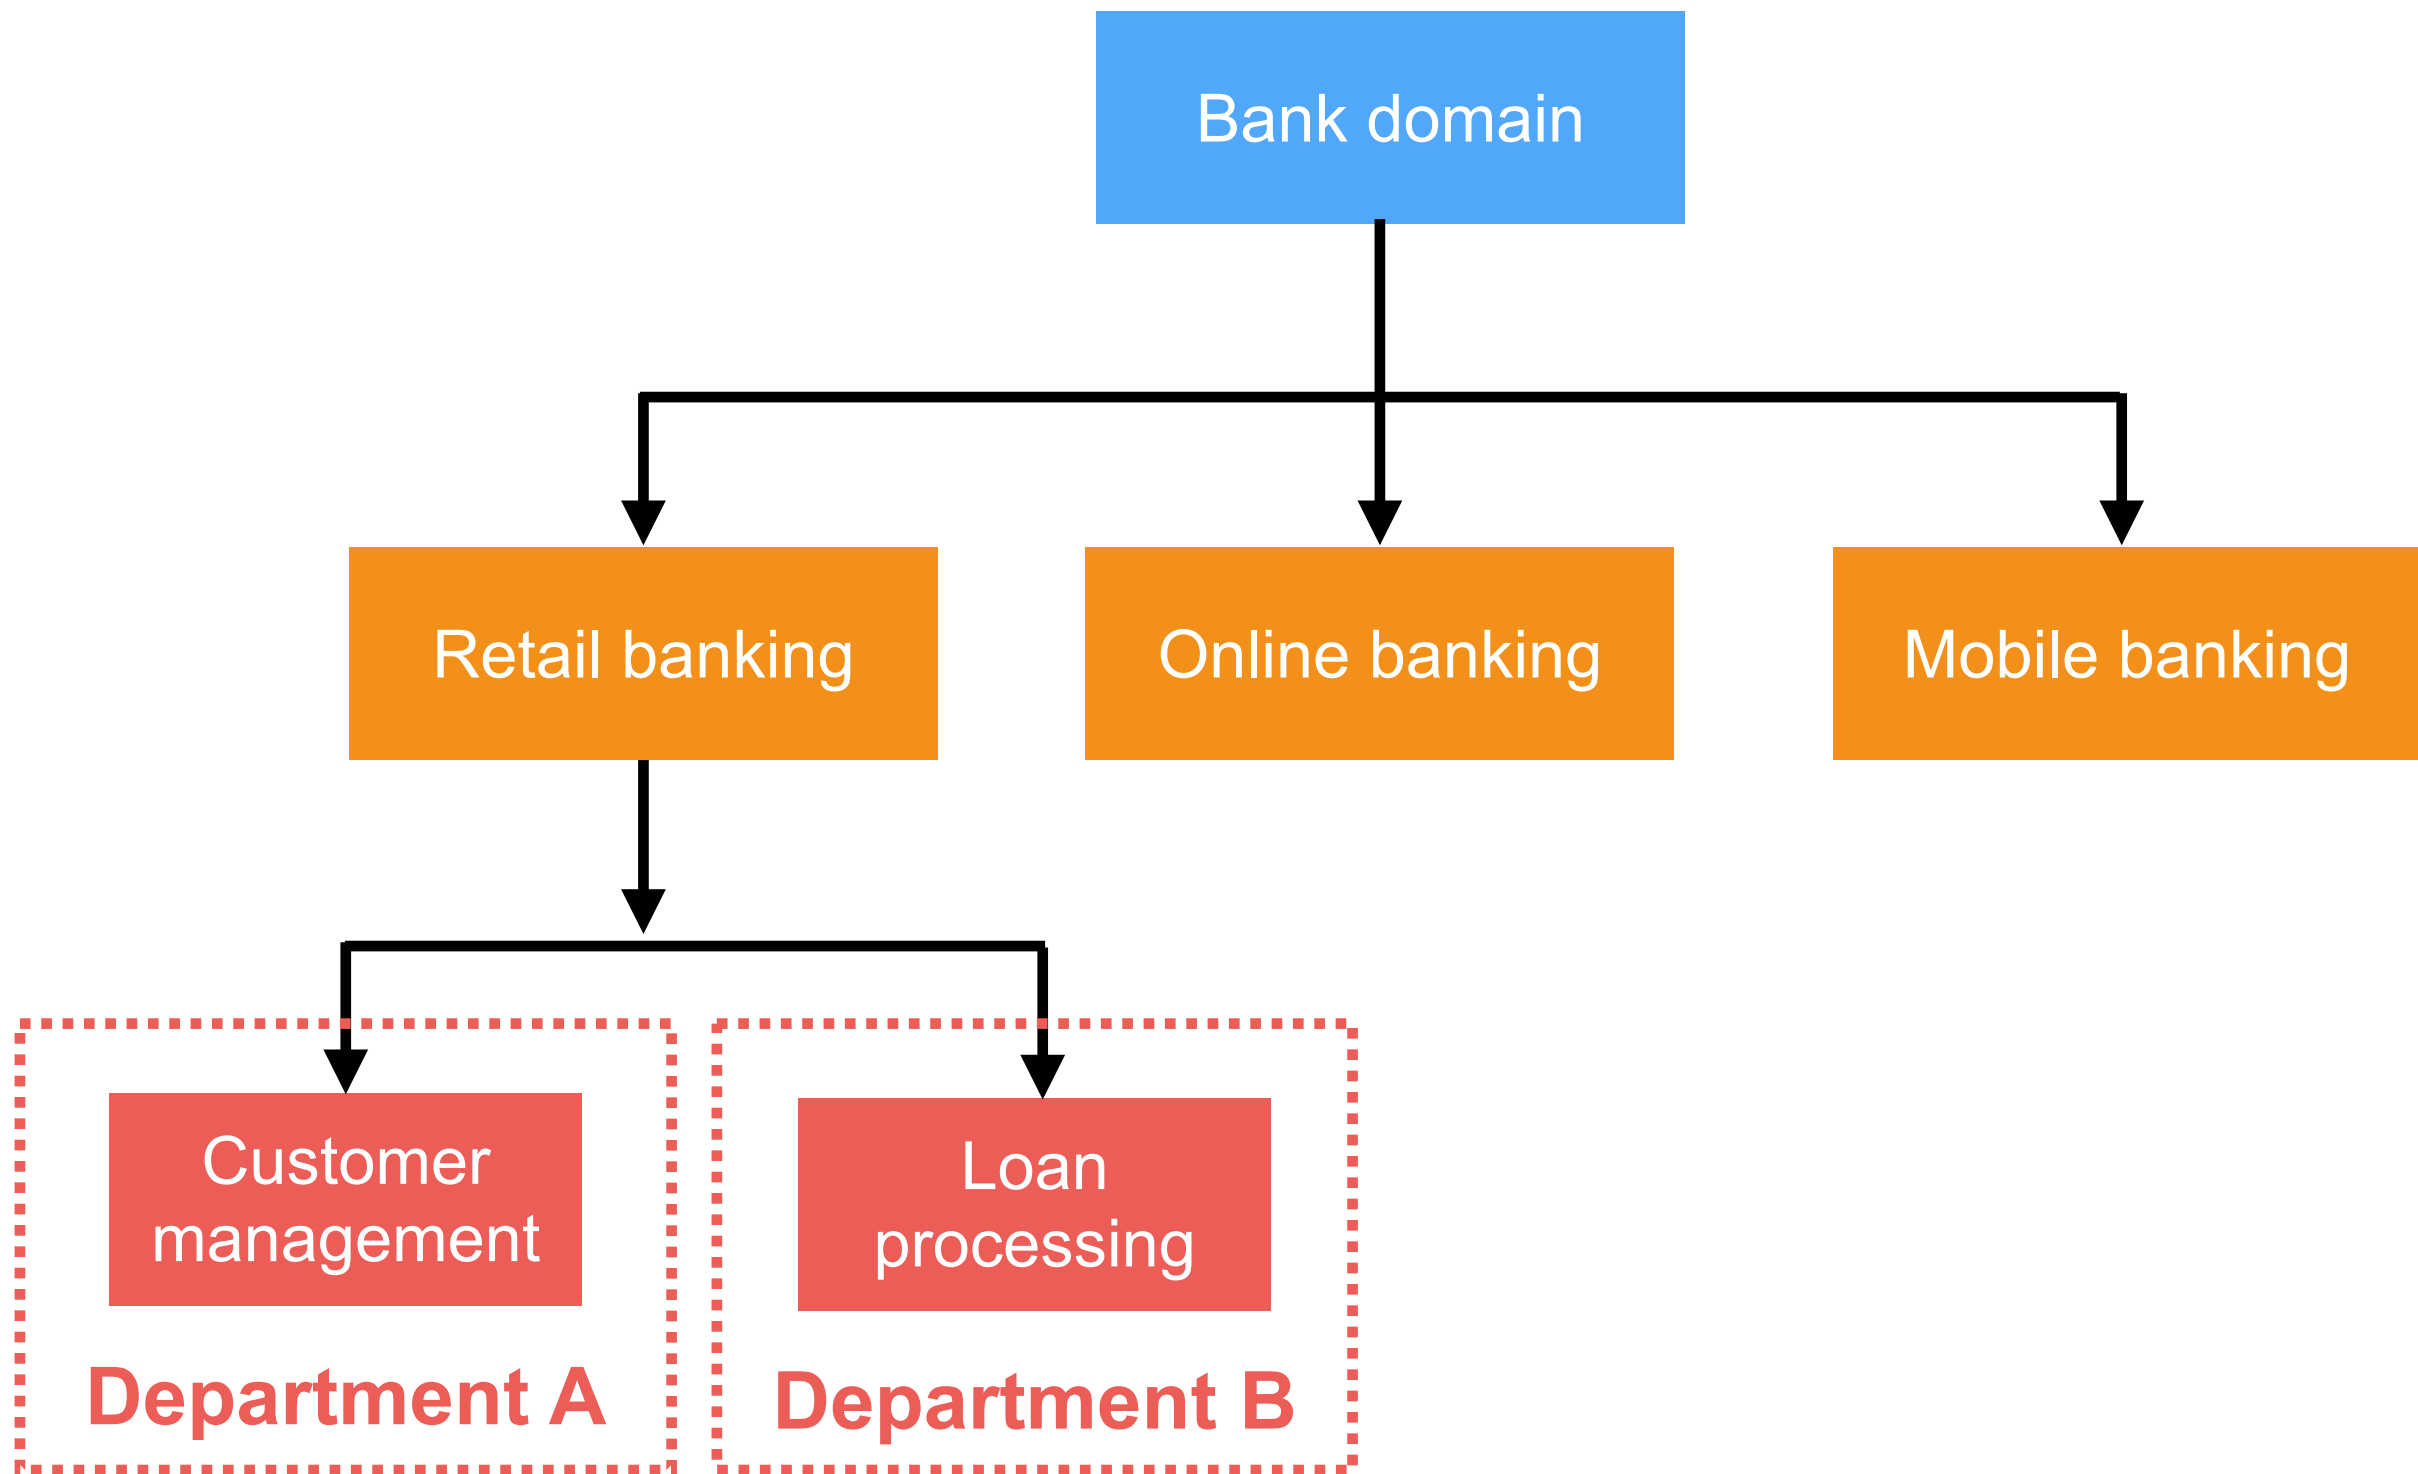 Bank domain
Retail banking
Online banking
Mobile banking
Customer
management
Loan
processing
Department A
Department B